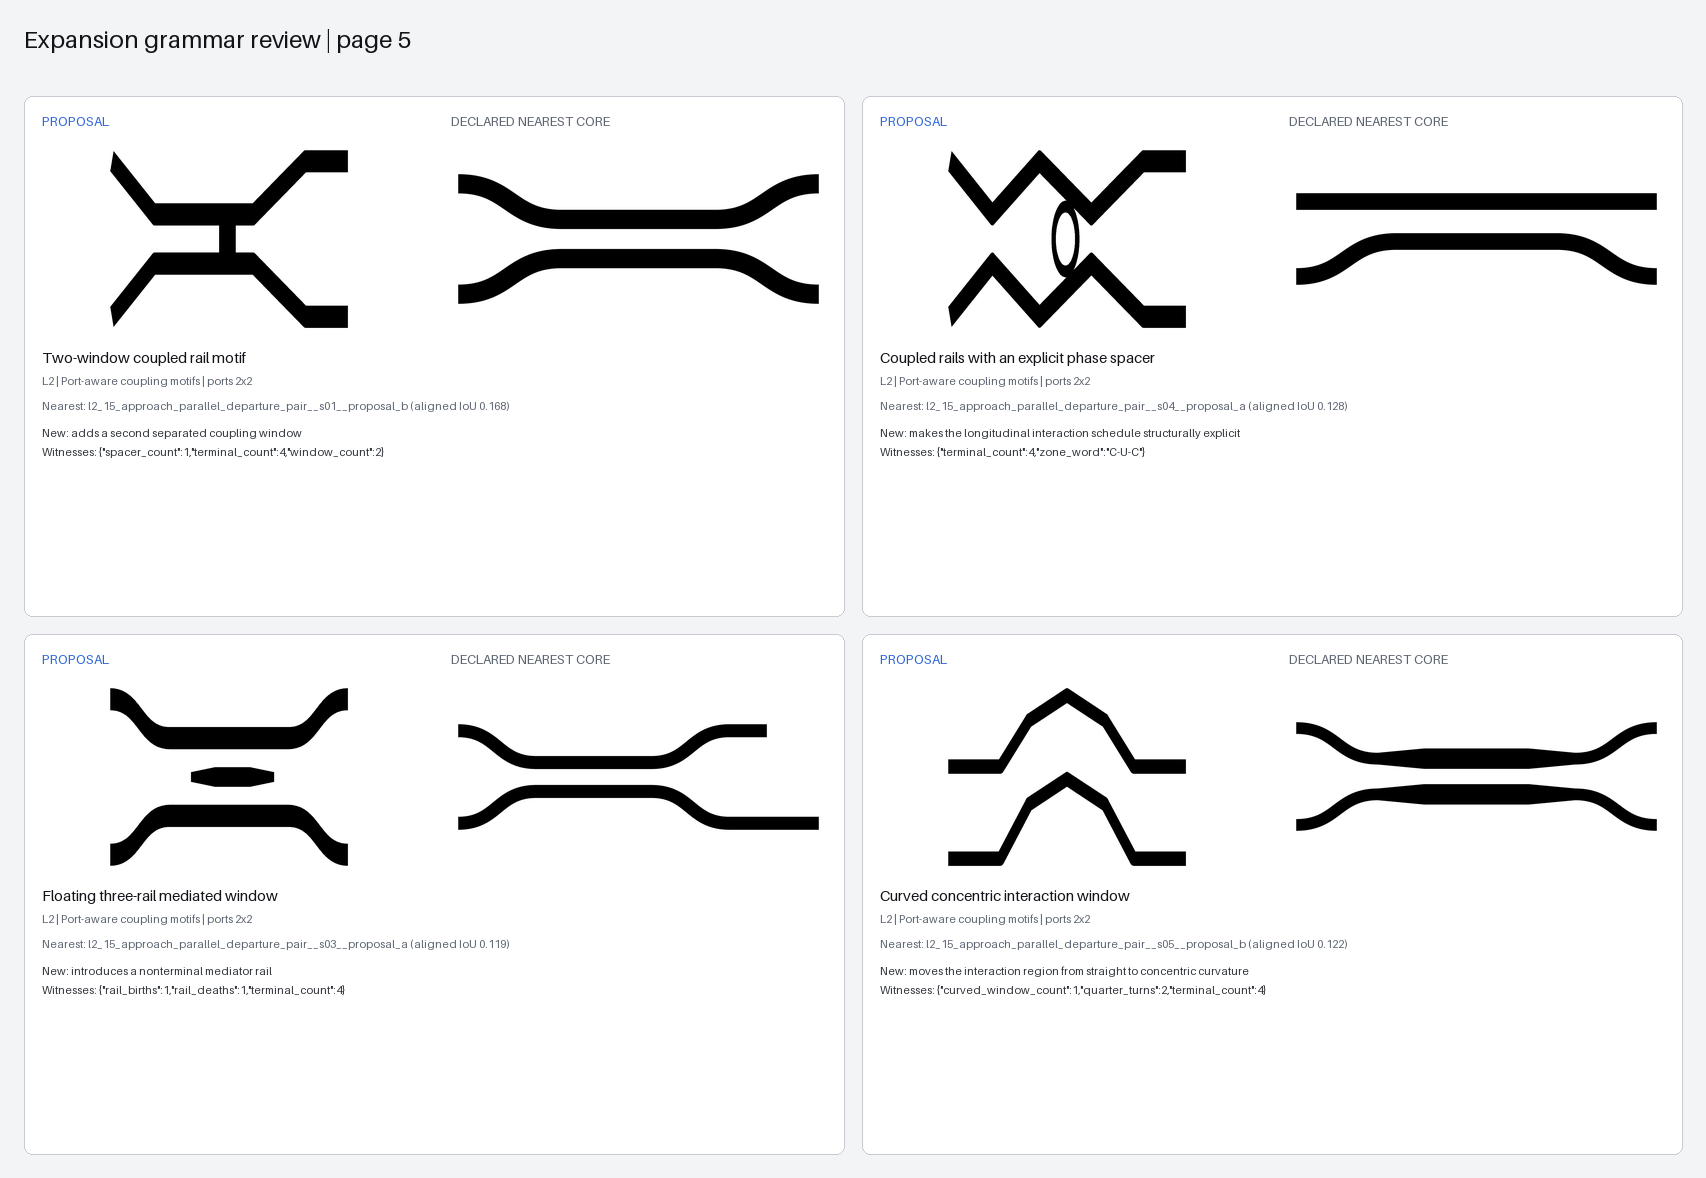 Expansion grammar review | page 5
PROPOSAL
DECLARED NEAREST CORE
Two-window coupled rail motif
L2 | Port-aware coupling motifs | ports 2x2
Nearest: l2_15_approach_parallel_departure_pair__s01__proposal_b (aligned IoU 0.168)
New: adds a second separated coupling window
Witnesses: {"spacer_count":1,"terminal_count":4,"window_count":2}
PROPOSAL
DECLARED NEAREST CORE
Coupled rails with an explicit phase spacer
L2 | Port-aware coupling motifs | ports 2x2
Nearest: l2_15_approach_parallel_departure_pair__s04__proposal_a (aligned IoU 0.128)
New: makes the longitudinal interaction schedule structurally explicit
Witnesses: {"terminal_count":4,"zone_word":"C-U-C"}
PROPOSAL
DECLARED NEAREST CORE
Floating three-rail mediated window
L2 | Port-aware coupling motifs | ports 2x2
Nearest: l2_15_approach_parallel_departure_pair__s03__proposal_a (aligned IoU 0.119)
New: introduces a nonterminal mediator rail
Witnesses: {"rail_births":1,"rail_deaths":1,"terminal_count":4}
PROPOSAL
DECLARED NEAREST CORE
Curved concentric interaction window
L2 | Port-aware coupling motifs | ports 2x2
Nearest: l2_15_approach_parallel_departure_pair__s05__proposal_b (aligned IoU 0.122)
New: moves the interaction region from straight to concentric curvature
Witnesses: {"curved_window_count":1,"quarter_turns":2,"terminal_count":4}